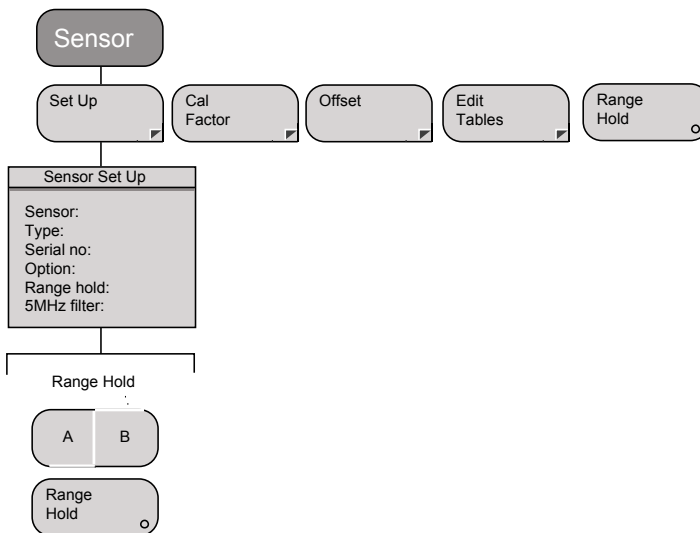 Sensor
Set Up
Cal
Factor
Offset
Edit
Tables
Range
Hold
Sensor Set Up
Sensor:
Type:
Serial no:
Option:
Range hold:
5MHz filter:
Range Hold
A
B
Range
Hold